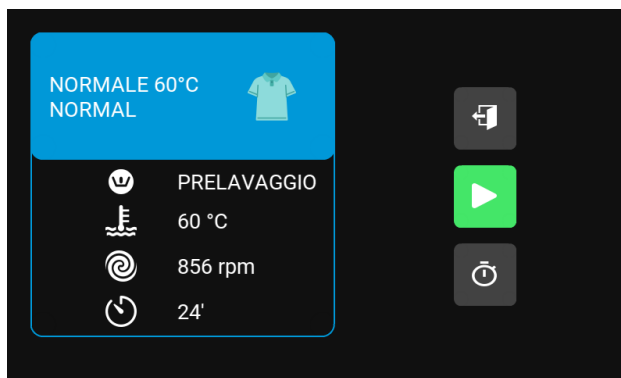 NORMALE 60°C
NORMAL
PRELAVAGGIO
60 °C
856 rpm
24'